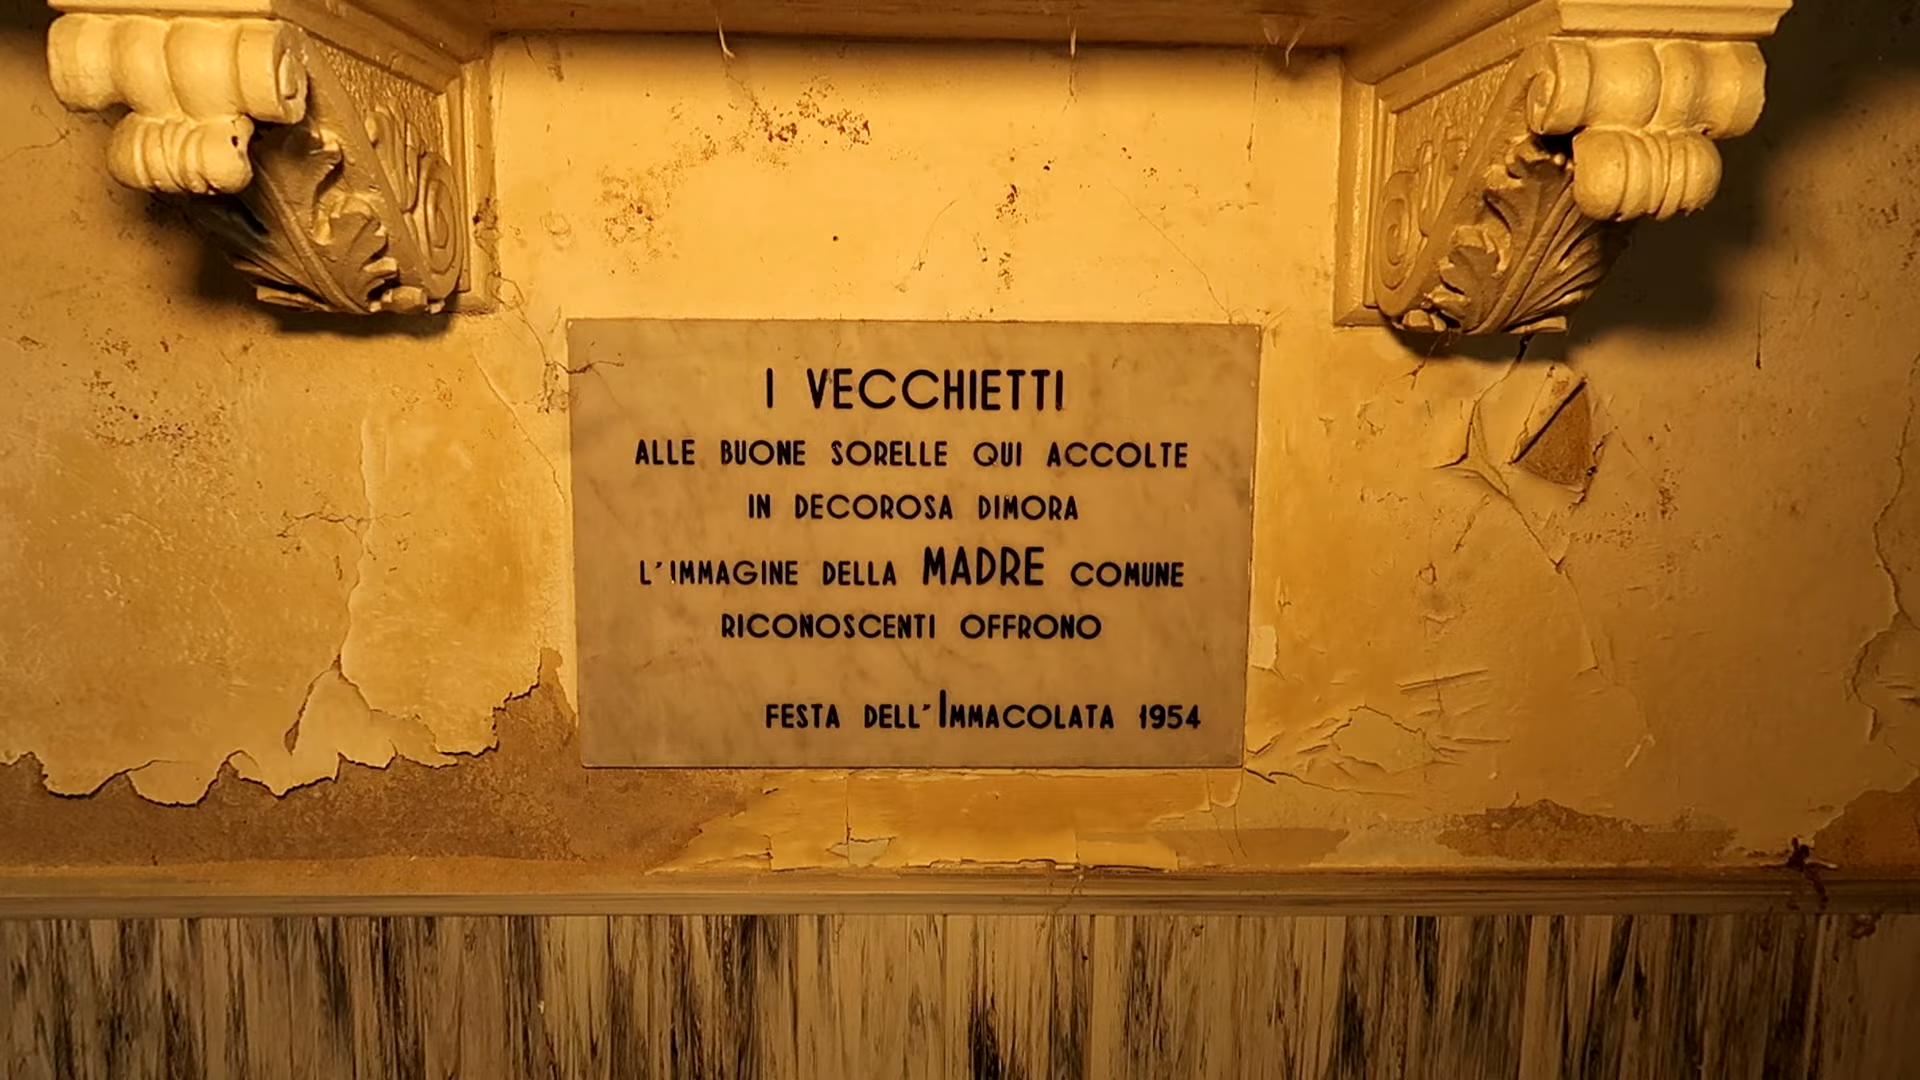 I VECCHIETTI
ALLE BUONE SORELLE QUI ACCOLTE
IN DECOROSA DIMORA
L'IMMAGINE DELLA MADRE COMUNE
RICONOSCENTI OFFRONO
FESTA DELL'IMMACOLATA 1954